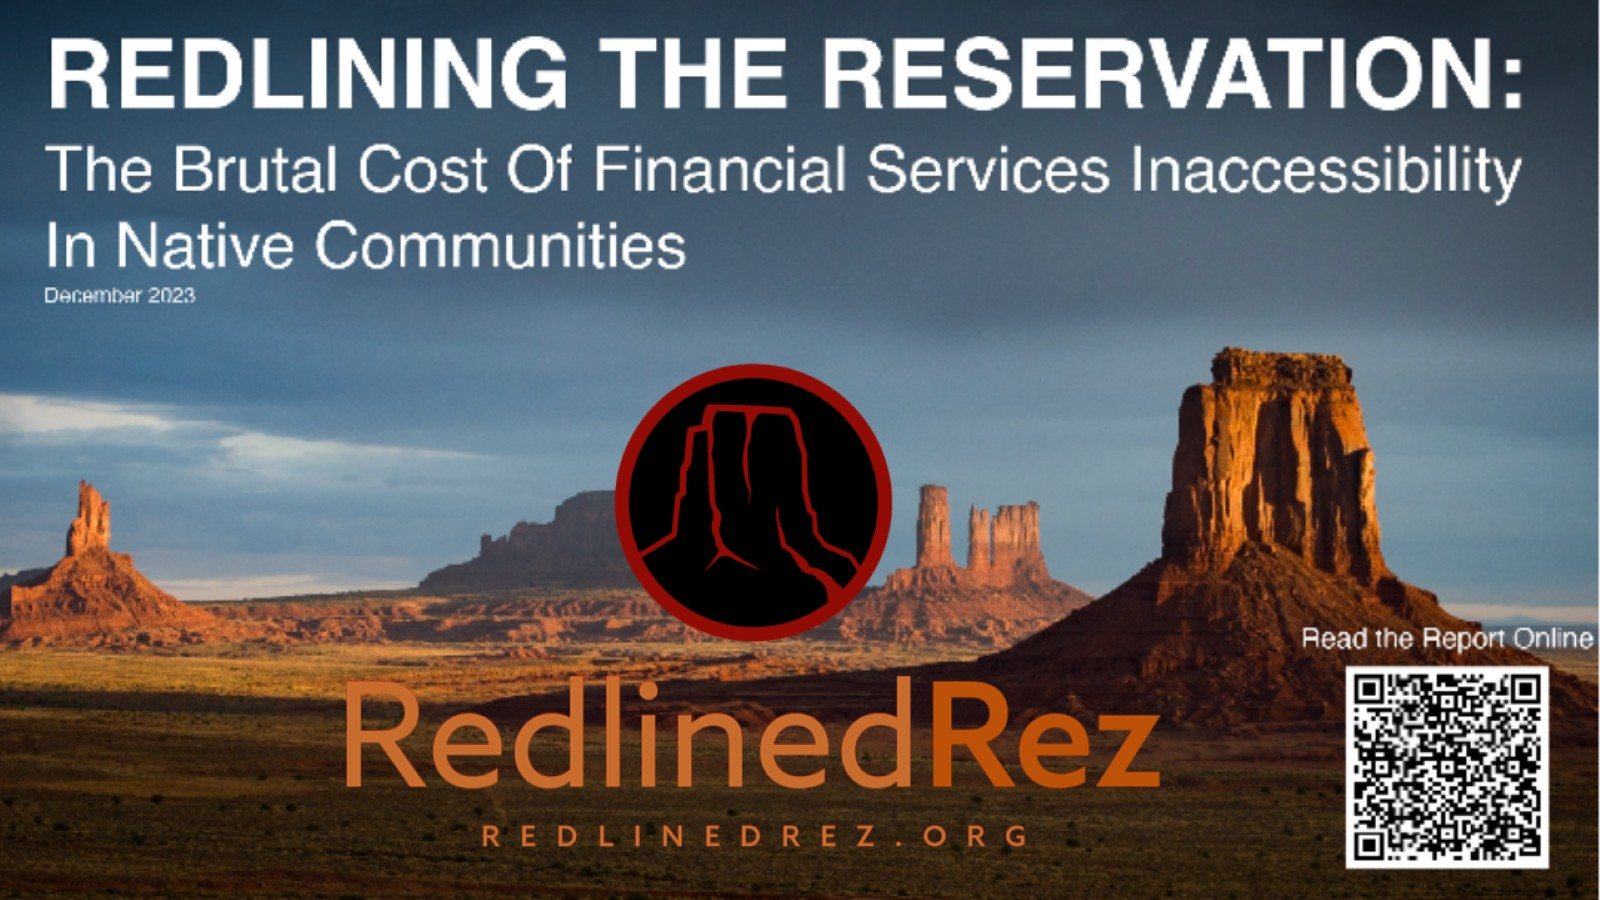 REDLINING THE RESERVATION:
The Brutal Cost Of Financial Services Inaccessibility
In Native Communities
December 2023
Read the Report Online
RedlinedRez
REDLINEDREZ.ORG